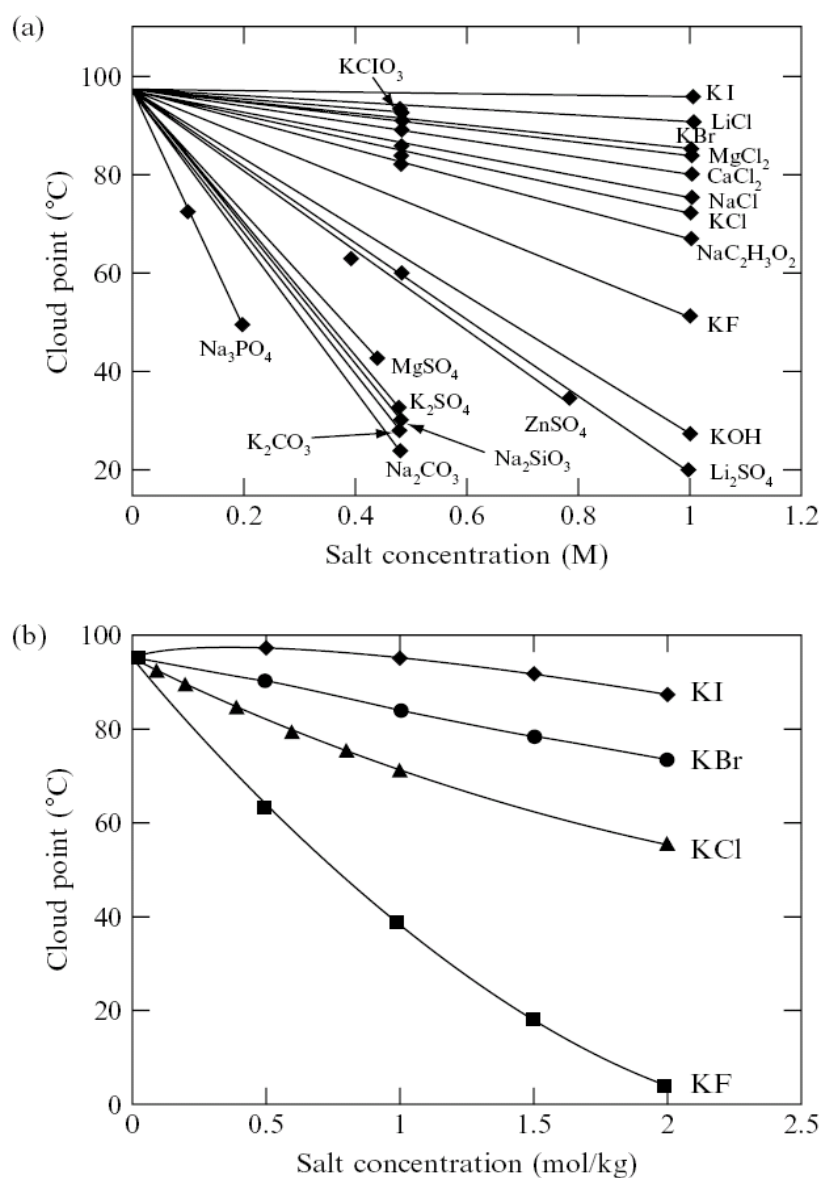 (a)
100
80
60
40
20
0
0.2
0.4
0.6
0.8
1
1.2
Cloud point (°C)
Salt concentration (M)
KClO₃
KI
LiCl
KBr
MgCl₂
CaCl₂
NaCl
KCl
NaC₂H₃O₂
KF
KOH
Li₂SO₄
ZnSO₄
Na₃PO₄
MgSO₄
K₂SO₄
K₂CO₃
Na₂SiO₃
Na₂CO₃
(b)
100
80
60
40
20
0
0
0.5
1
1.5
2
2.5
Cloud point (°C)
Salt concentration (mol/kg)
KI
KBr
KCl
KF